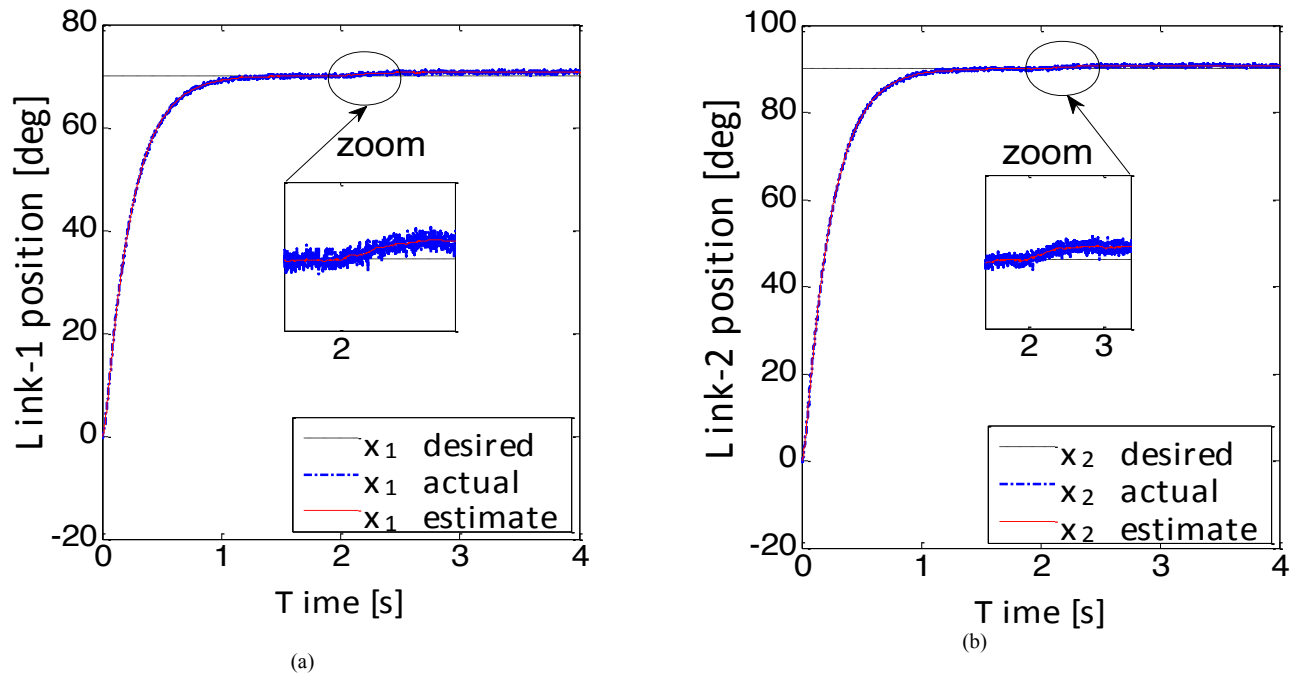 80
60
40
20
0
-20
Link-1 position [deg]
zoom
2
x1 desired
x1 actual
x1 estimate
0 1 2 3 4
T ime [s]
(a)
100
80
60
40
20
0
-20
Link-2 position [deg]
zoom
2 3
x2 desired
x2 actual
x2 estimate
0 1 2 3 4
T ime [s]
(b)